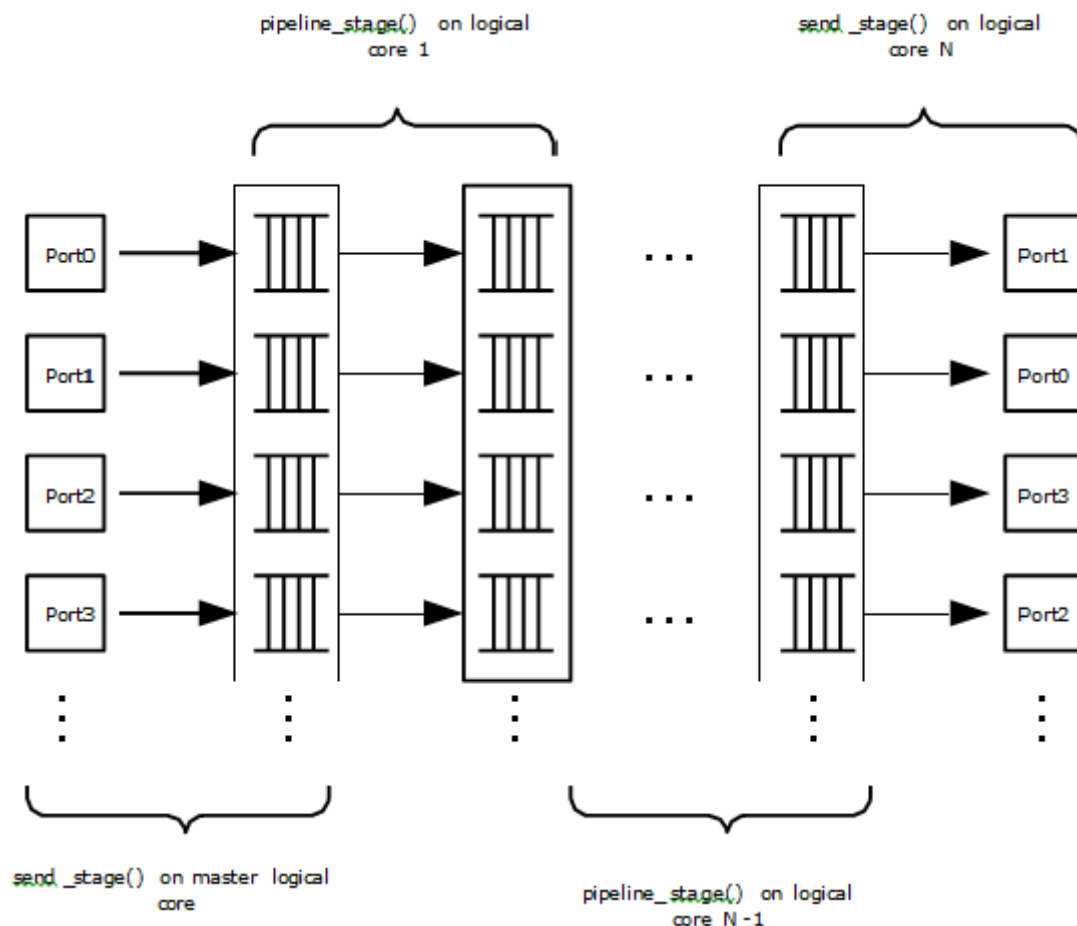 pipeline_stage() on logical
core 1
send _stage() on logical
core N
Port0
Port1
Port1
Port0
Port2
Port3
Port3
Port2
send _stage() on master logical
core
pipeline_stage() on logical
core N-1